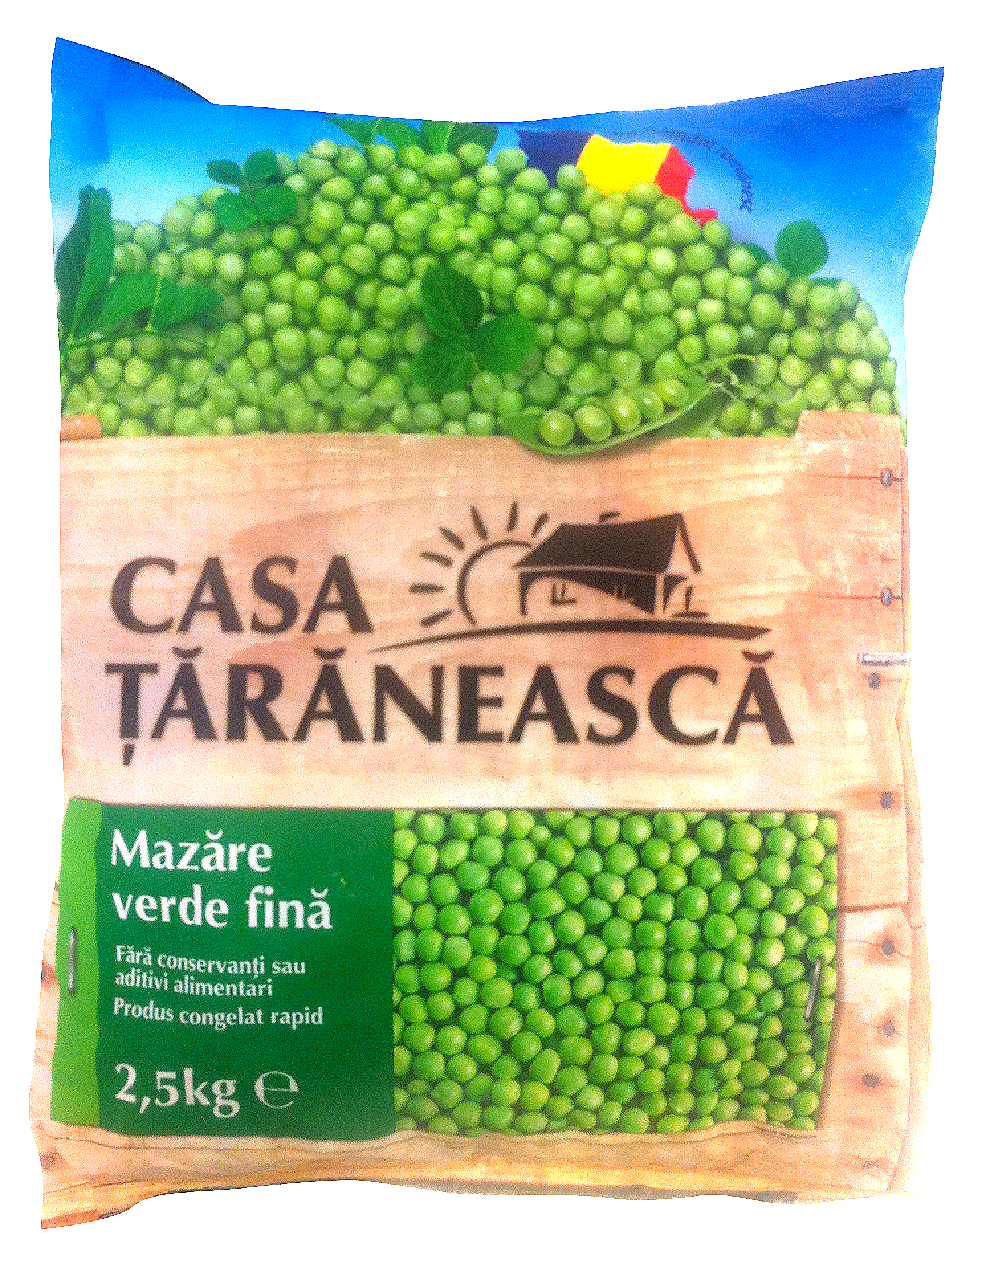 CASA
ȚĂRĂNEASCĂ
Mazăre
verde fină
Fără conservanți sau
aditivi alimentari
Produs congelat rapid
2,5kg ℮